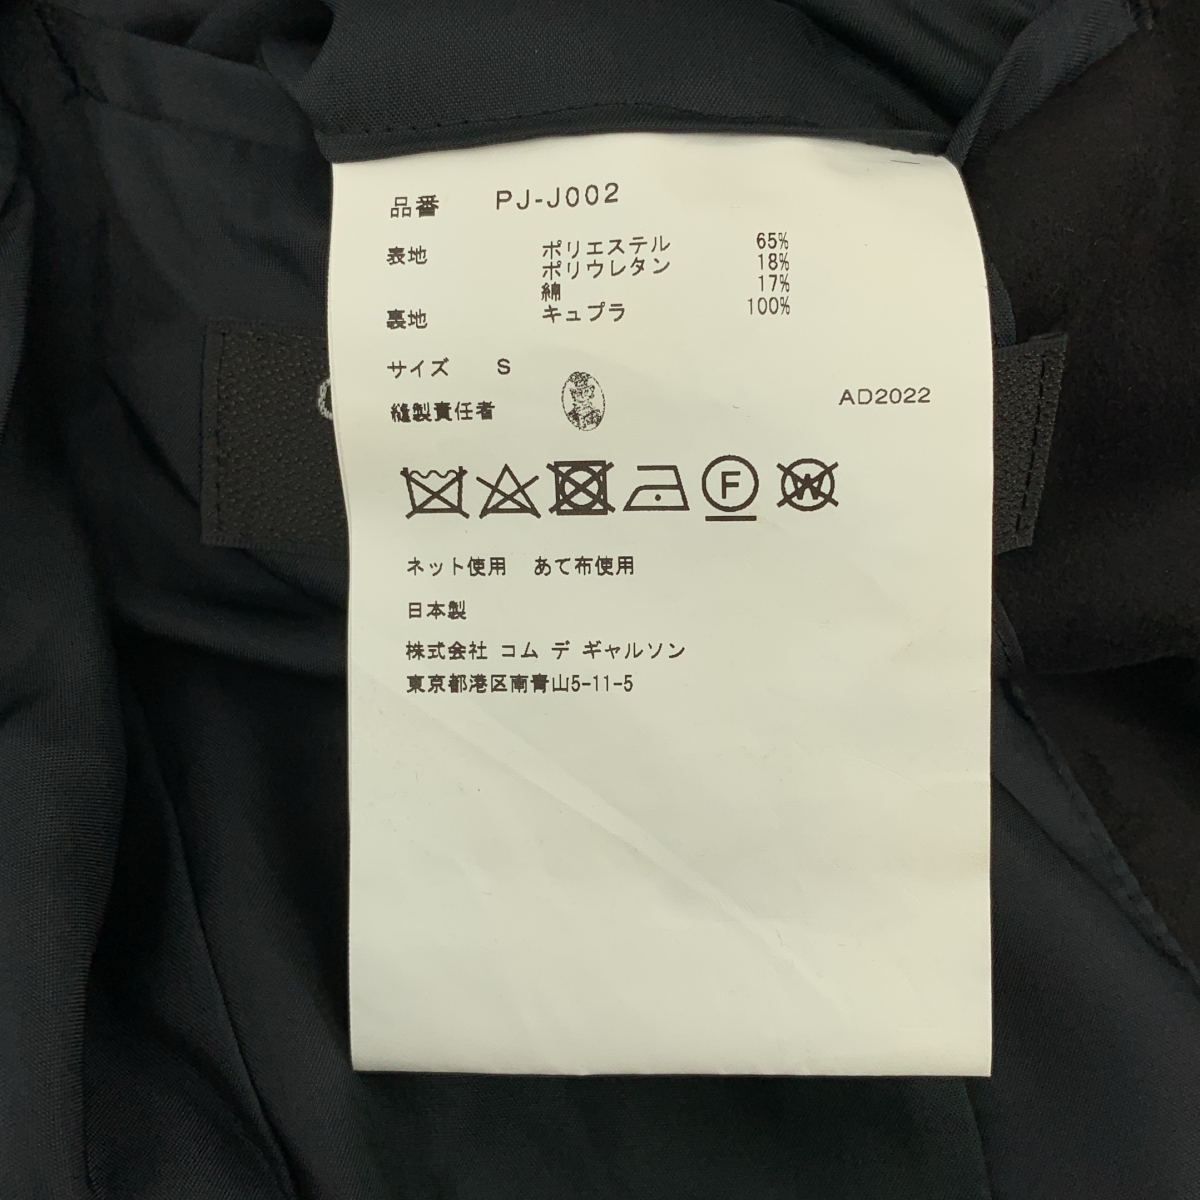 品番 PJ-J002
表地 ポリエステル 65%
ポリウレタン 18%
綿 17%
裏地 キュプラ 100%
サイズ S
縫製責任者
AD2022
F
W
ネット使用 あて布使用
日本製
株式会社 コム デ ギャルソン
東京都港区南青山5-11-5